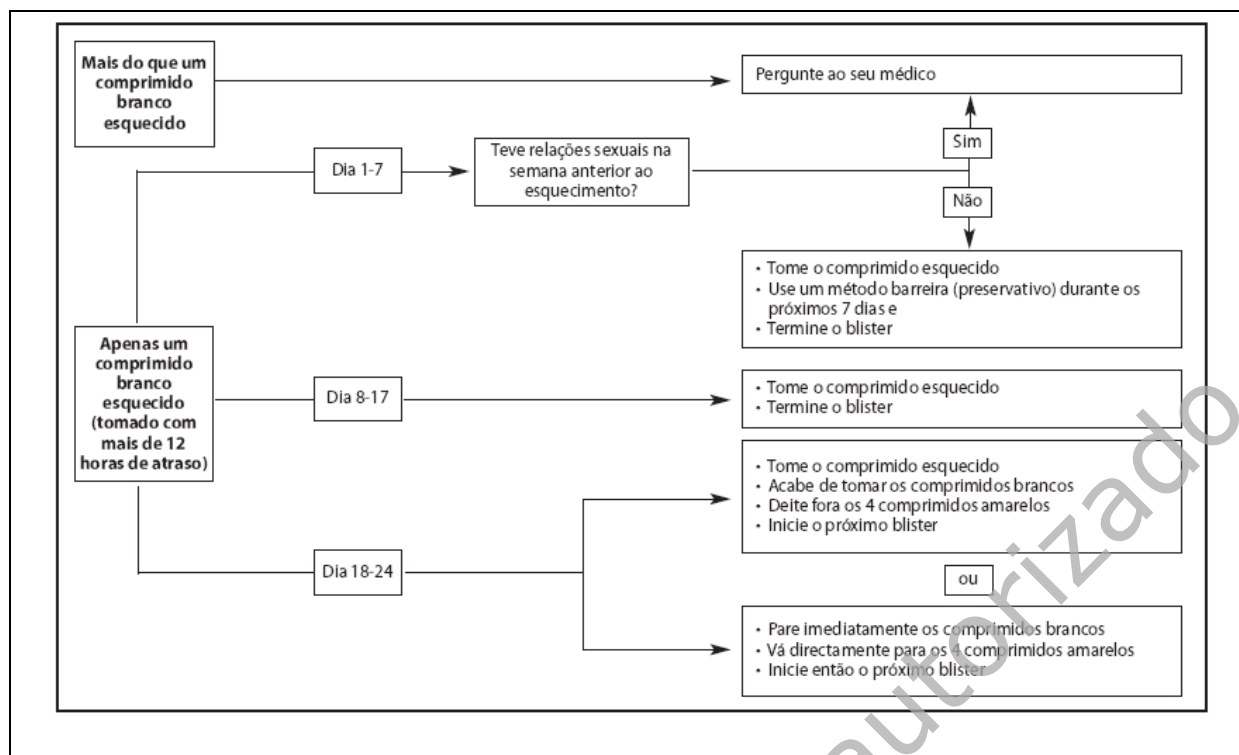 Mais do que um
comprimido
branco
esquecido
Pergunte ao seu médico
Sim
Dia 1-7
Teve relações sexuais na
semana anterior ao
esquecimento?
Não
• Tome o comprimido esquecido
• Use um método barreira (preservativo) durante os
próximos 7 dias e
• Termine o blister
Apenas um
comprimido
branco
esquecido
(tomado com
mais de 12
horas de atraso)
Dia 8-17
• Tome o comprimido esquecido
• Termine o blister
Dia 18-24
• Tome o comprimido esquecido
• Acabe de tomar os comprimidos brancos
• Deite fora os 4 comprimidos amarelos
• Inicie o próximo blister
ou
• Pare imediatamente os comprimidos brancos
• Vá directamente para os 4 comprimidos amarelos
• Inicie então o próximo blister
autorizado